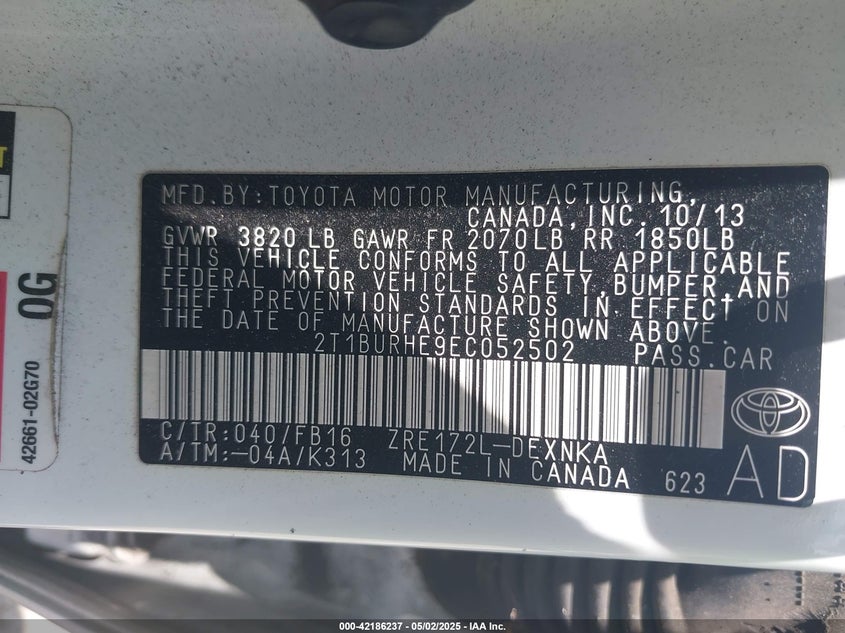 T
0G
42661-02G70
MFD.BY:TOYOTA MOTOR MANUFACTURING,
CANADA, INC. 10/13
GVWR 3820 LB GAWR FR 2070LB RR 1850LB
THIS VEHICLE CONFORMS TO ALL APPLICABLE
FEDERAL MOTOR VEHICLE SAFETY, BUMPER, AND
THEFT PREVENTION STANDARDS IN EFFECT ON
THE DATE OF MANUFACTURE SHOWN ABOVE.
2T1BURHE9EC052502 PASS.CAR
C/TR:040/FB16 ZRE172L-DEXNKA
A/TM:-04A/K313 MADE IN CANADA 623
AD
000-42186237 - 05/02/2025 - IAA Inc.